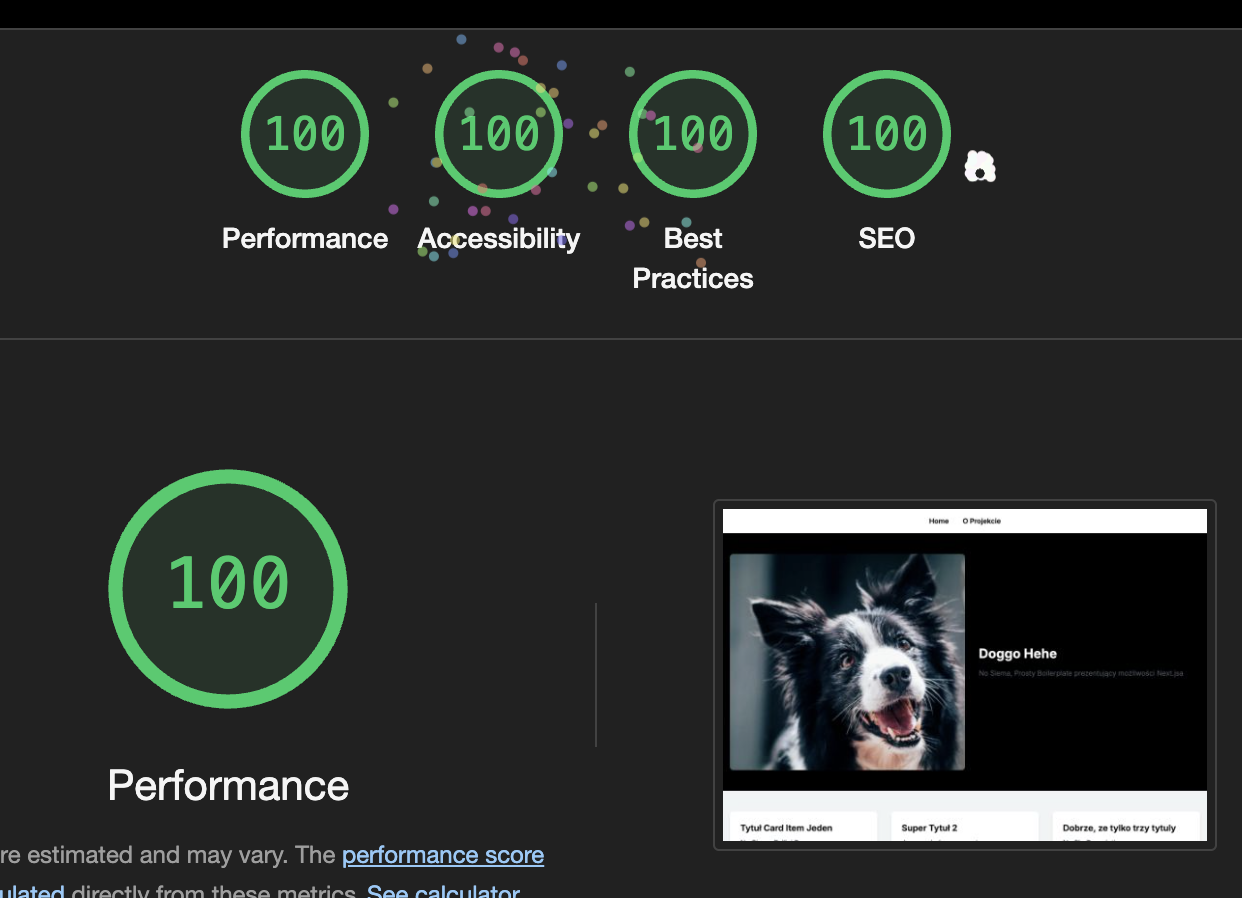 100
100
100
100
Performance
Accessibility
Best
Practices
SEO
100
Performance
re estimated and may vary. The performance score
ulated directly from these metrics. See calculator
Home
O Projekcie
Doggo Hehe
No Siema, Prosty Boilerplate prezentujący możliwości Next.jsa
Tytuł Card Item Jeden
Super Tytuł 2
Dobrze, ze tylko trzy tytuly